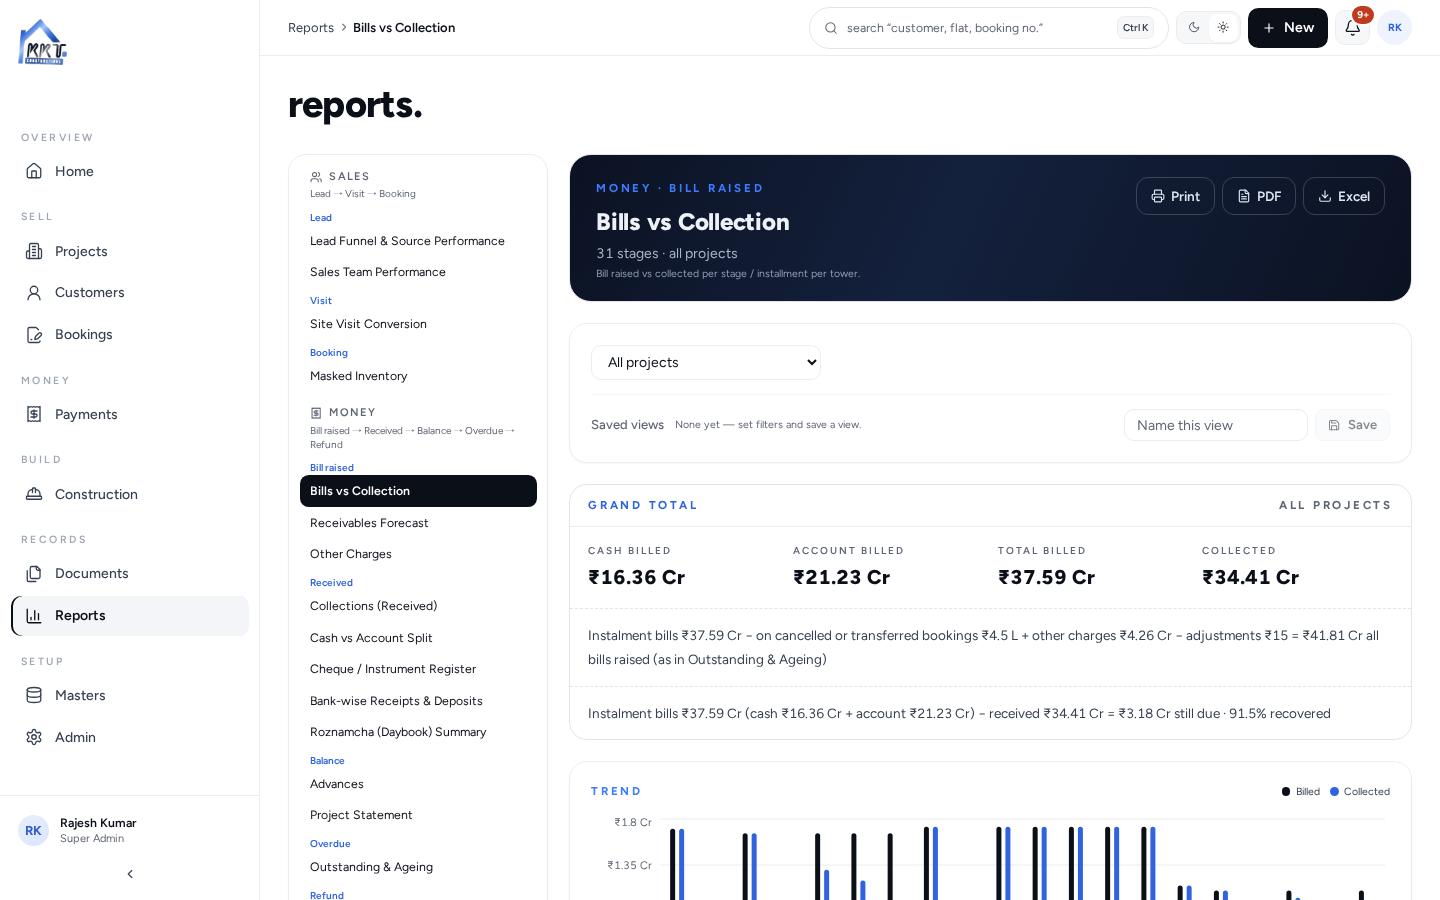 RKT
CONSTRUCTIONS
Reports > Bills vs Collection
search “customer, flat, booking no.”
Ctrl K
+ New
9+
RK
OVERVIEW
Home
SELL
Projects
Customers
Bookings
MONEY
Payments
BUILD
Construction
RECORDS
Documents
Reports
SETUP
Masters
Admin
RK
Rajesh Kumar
Super Admin
reports.
SALES
Lead → Visit → Booking
Lead
Lead Funnel & Source Performance
Sales Team Performance
Visit
Site Visit Conversion
Booking
Masked Inventory
MONEY
Bill raised → Received → Balance → Overdue →
Refund
Bill raised
Bills vs Collection
Receivables Forecast
Other Charges
Received
Collections (Received)
Cash vs Account Split
Cheque / Instrument Register
Bank-wise Receipts & Deposits
Roznamcha (Daybook) Summary
Balance
Advances
Project Statement
Overdue
Outstanding & Ageing
Refund
MONEY · BILL RAISED
Bills vs Collection
31 stages · all projects
Bill raised vs collected per stage / installment per tower.
Print
PDF
Excel
All projects
Saved views None yet — set filters and save a view.
Name this view
Save
GRAND TOTAL
ALL PROJECTS
CASH BILLED
₹16.36 Cr
ACCOUNT BILLED
₹21.23 Cr
TOTAL BILLED
₹37.59 Cr
COLLECTED
₹34.41 Cr
Instalment bills ₹37.59 Cr − on cancelled or transferred bookings ₹4.5 L + other charges ₹4.26 Cr − adjustments ₹15 = ₹41.81 Cr all
bills raised (as in Outstanding & Ageing)
Instalment bills ₹37.59 Cr (cash ₹16.36 Cr + account ₹21.23 Cr) − received ₹34.41 Cr = ₹3.18 Cr still due · 91.5% recovered
TREND
Billed
Collected
₹1.8 Cr
₹1.35 Cr